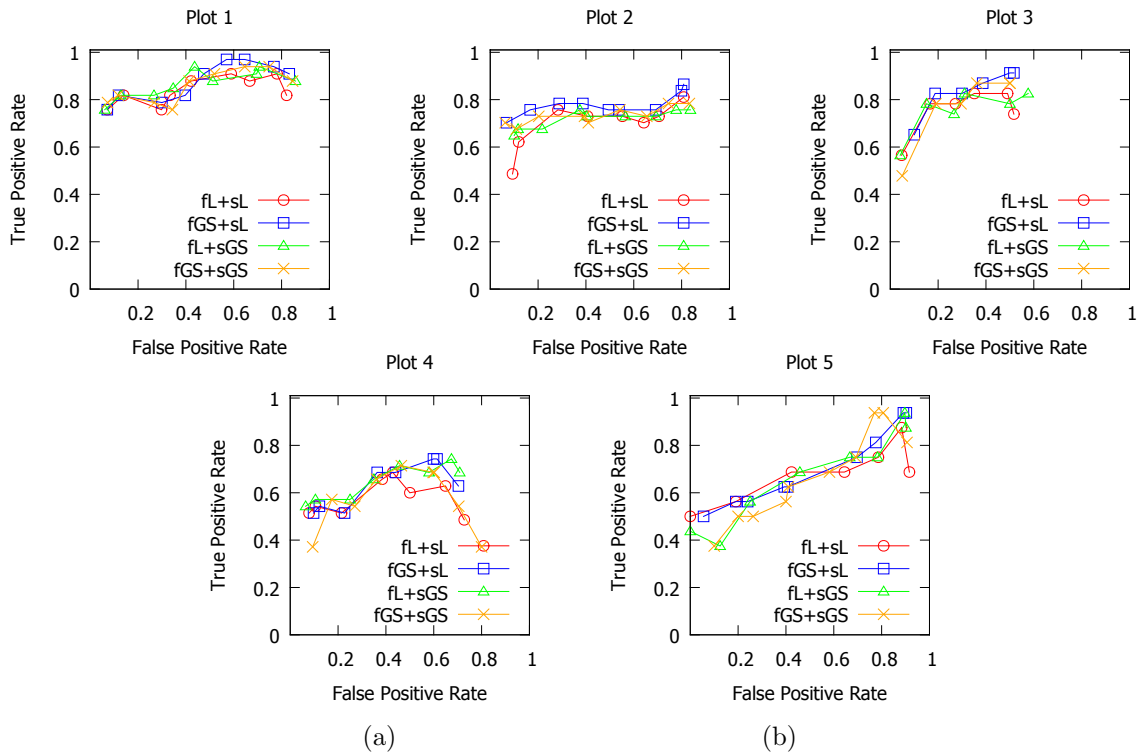 Plot 1
1
0.8
0.6
0.4
0.2
0
0.2 0.4 0.6 0.8 1
True Positive Rate
False Positive Rate
fL+sL
fGS+sL
fL+sGS
fGS+sGS
Plot 2
1
0.8
0.6
0.4
0.2
0
0.2 0.4 0.6 0.8 1
True Positive Rate
False Positive Rate
fL+sL
fGS+sL
fL+sGS
fGS+sGS
Plot 3
1
0.8
0.6
0.4
0.2
0
0.2 0.4 0.6 0.8 1
True Positive Rate
False Positive Rate
fL+sL
fGS+sL
fL+sGS
fGS+sGS
Plot 4
1
0.8
0.6
0.4
0.2
0
0.2 0.4 0.6 0.8 1
True Positive Rate
False Positive Rate
fL+sL
fGS+sL
fL+sGS
fGS+sGS
(a)
Plot 5
1
0.8
0.6
0.4
0.2
0
0.2 0.4 0.6 0.8 1
True Positive Rate
False Positive Rate
fL+sL
fGS+sL
fL+sGS
fGS+sGS
(b)